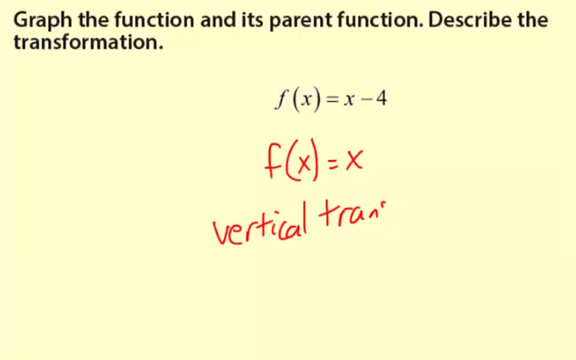 Graph the function and its parent function. Describe the
transformation.
f(x) = x − 4
f(x) = x
vertical tran